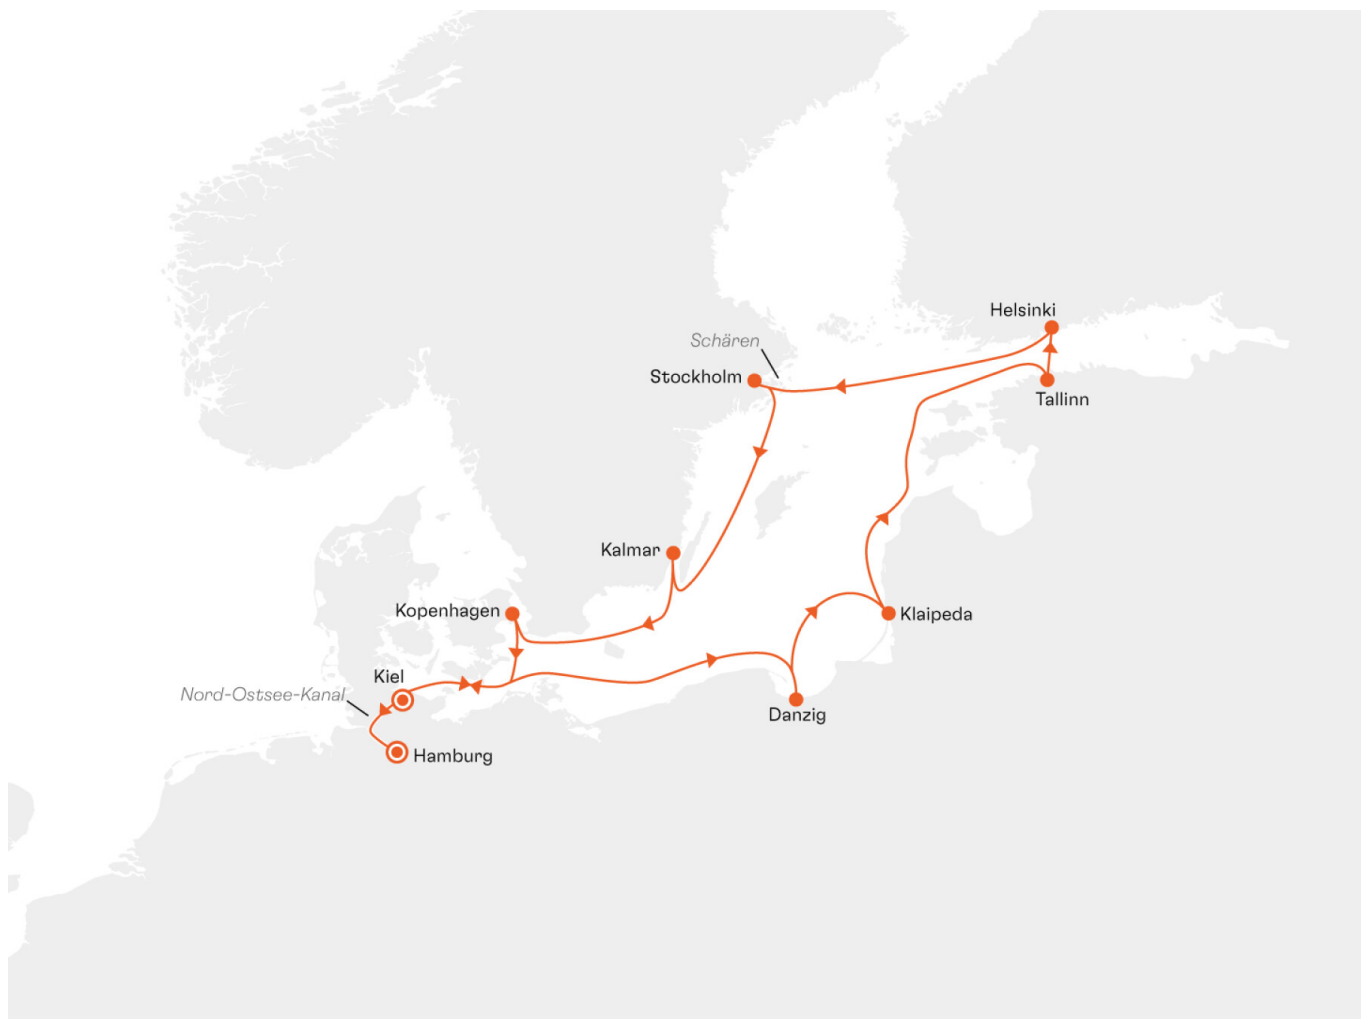 Helsinki
Schären
Stockholm
Tallinn
Kalmar
Kopenhagen
Klaipeda
Kiel
Nord-Ostsee-Kanal
Danzig
Hamburg